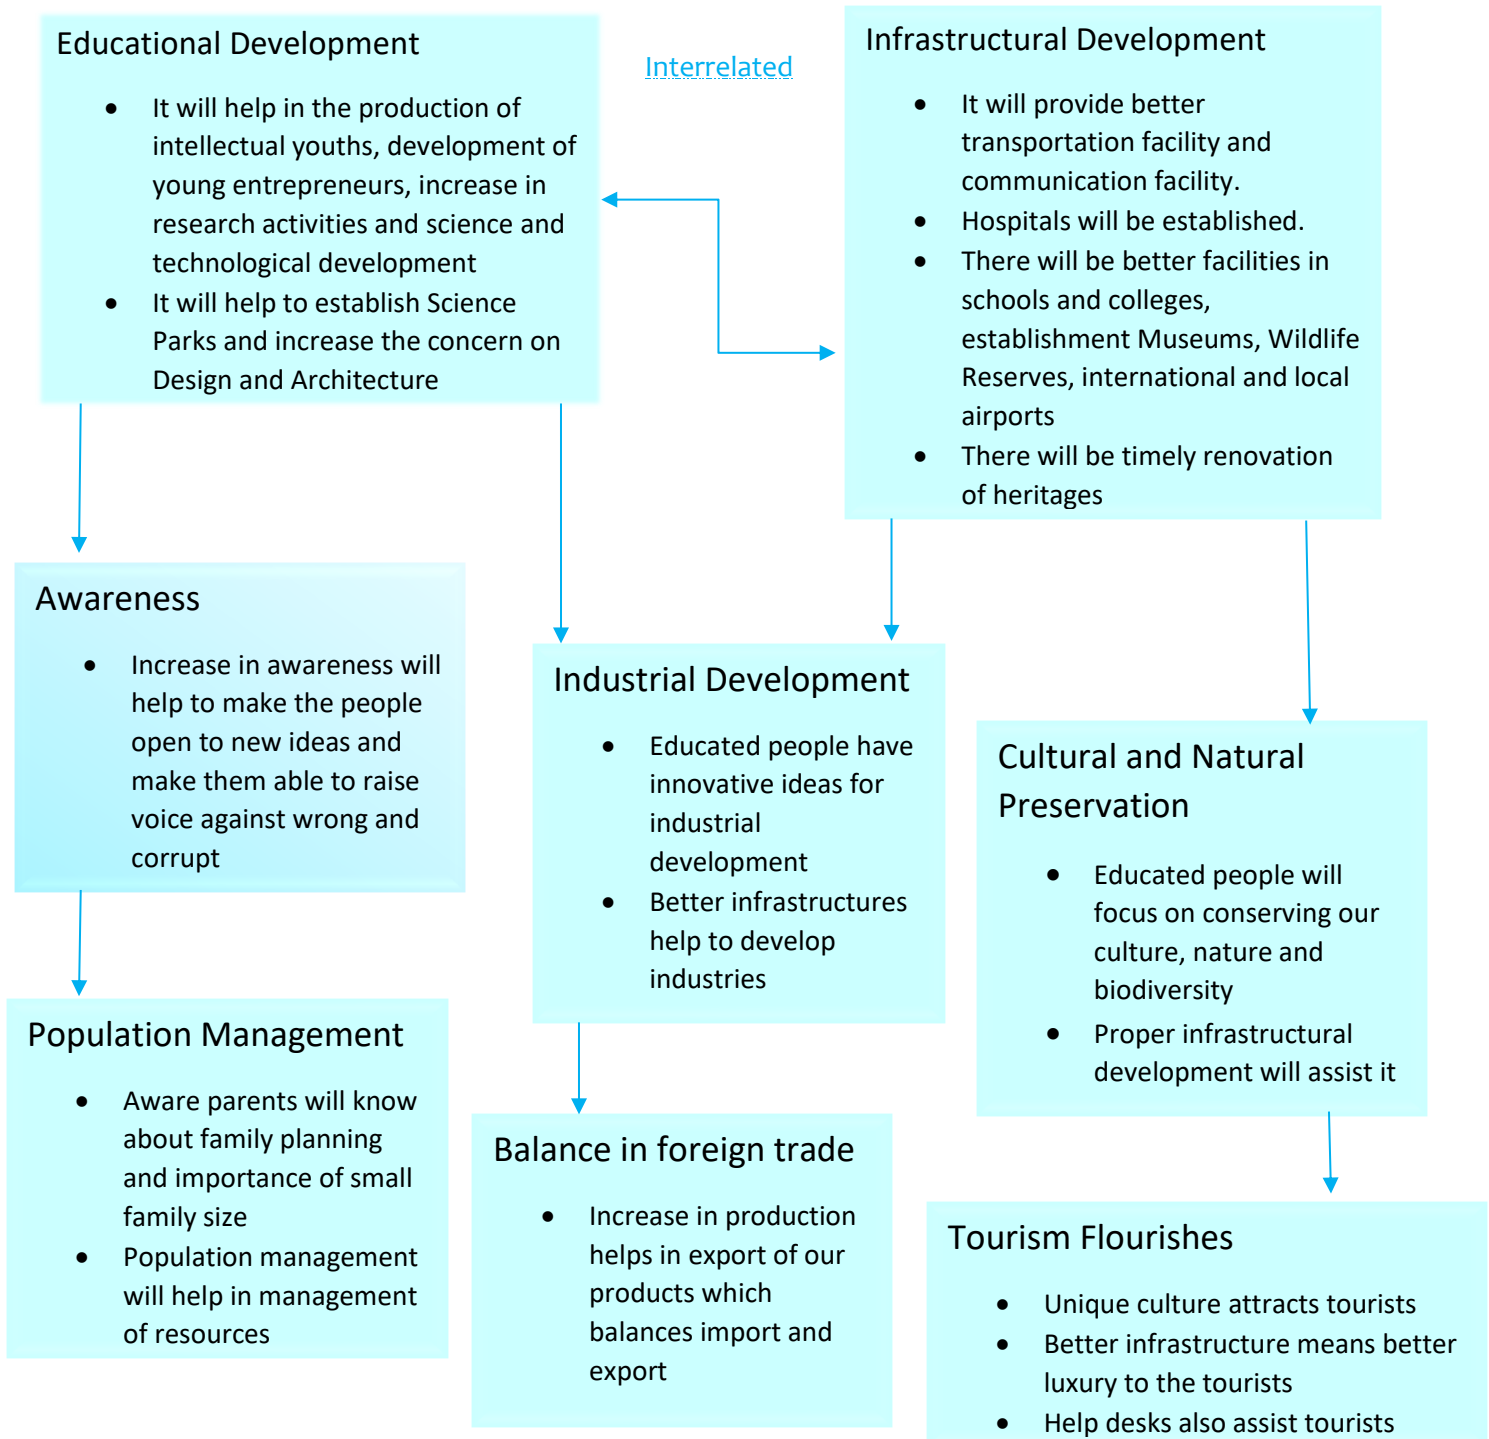 Educational Development
It will help in the production of
intellectual youths, development of
young entrepreneurs, increase in
research activities and science and
technological development
It will help to establish Science
Parks and increase the concern on
Design and Architecture
Interrelated
Infrastructural Development
It will provide better
transportation facility and
communication facility.
Hospitals will be established.
There will be better facilities in
schools and colleges,
establishment Museums, Wildlife
Reserves, international and local
airports
There will be timely renovation
of heritages
Awareness
Increase in awareness will
help to make the people
open to new ideas and
make them able to raise
voice against wrong and
corrupt
Industrial Development
Educated people have
innovative ideas for
industrial
development
Better infrastructures
help to develop
industries
Cultural and Natural
Preservation
Educated people will
focus on conserving our
culture, nature and
biodiversity
Proper infrastructural
development will assist it
Population Management
Aware parents will know
about family planning
and importance of small
family size
Population management
will help in management
of resources
Balance in foreign trade
Increase in production
helps in export of our
products which
balances import and
export
Tourism Flourishes
Unique culture attracts tourists
Better infrastructure means better
luxury to the tourists
Help desks also assist tourists